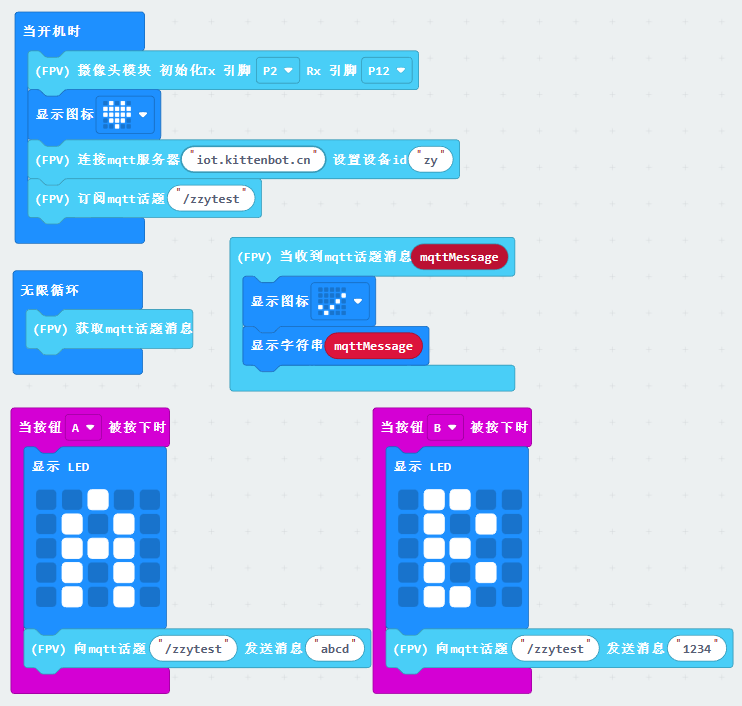 当开机时
(FPV) 摄像头模块 初始化Tx 引脚 P2 Rx 引脚 P12
显示图标
(FPV) 连接mqtt服务器 "iot.kittenbot.cn" 设置设备id "zy"
(FPV) 订阅mqtt话题 "/zzytest"
(FPV) 当收到mqtt话题消息 mqttMessage
显示图标
显示字符串 mqttMessage
无限循环
(FPV) 获取mqtt话题消息
当按钮 A 被按下时
显示 LED
(FPV) 向mqtt话题 "/zzytest" 发送消息 "abcd"
当按钮 B 被按下时
显示 LED
(FPV) 向mqtt话题 "/zzytest" 发送消息 "1234"